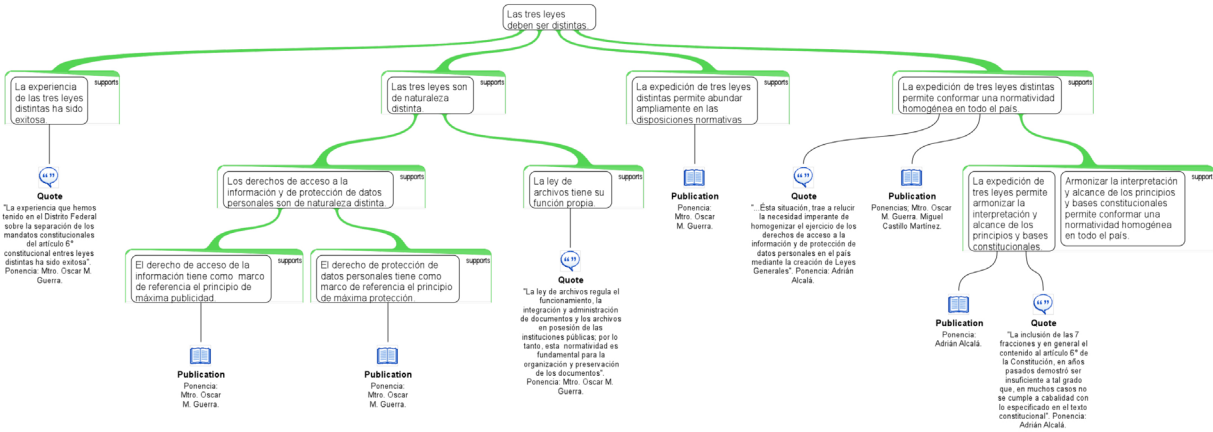 Las tres leyes
deben ser distintas.
supports
La experiencia
de las tres leyes
distintas ha sido
exitosa.
supports
Las tres leyes son
de naturaleza
distinta.
supports
La expedición de tres leyes
distintas permite abundar
ampliamente en las
disposiciones normativas
supports
La expedición de tres leyes distintas
permite conformar una normatividad
homogénea en todo el país.
Quote
"La experiencia que hemos
tenido en el Distrito Federal
sobre la separación de los
mandatos constitucionales
del artículo 6°
constitucional entres leyes
distintas ha sido exitosa".
Ponencia: Mtro. Oscar M.
Guerra.
supports
Los derechos de acceso a la
información y de protección de datos
personales son de naturaleza distinta.
supports
La ley de
archivos tiene su
función propia.
Publication
Ponencia:
Mtro. Oscar
M. Guerra.
Quote
"...Ésta situación, trae a relucir
la necesidad imperante de
homogenizar el ejercicio de los
derechos de acceso a la
información y de protección de
datos personales en el país
mediante la creación de Leyes
Generales". Ponencia: Adrián
Alcalá.
Publication
Ponencias; Mtro. Oscar
M. Guerra. Miguel
Castillo Martínez.
supports
La expedición de
tres leyes permite
armonizar la
interpretación y
alcance de los
principios y bases
constitucionales.
Armonizar la interpretación
y alcance de los principios
y bases constitucionales
permite conformar una
normatividad homogénea
en todo el país.
supports
El derecho de acceso de la
información tiene como marco
de referencia el principio de
máxima publicidad.
supports
El derecho de protección de
datos personales tiene como
marco de referencia el principio
de máxima protección.
Quote
"La ley de archivos regula el
funcionamiento, la
integración y administración
de documentos y los archivos
en posesión de las
instituciones públicas; por lo
tanto, esta normatividad es
fundamental para la
organización y preservación
de los documentos".
Ponencia: Mtro. Oscar M.
Guerra.
Publication
Ponencia:
Mtro. Oscar
M. Guerra.
Publication
Ponencia:
Mtro. Oscar
M. Guerra.
Publication
Ponencia:
Adrián Alcalá.
Quote
"La inclusión de las 7
fracciones y en general el
contenido al artículo 6° de
la Constitución, en años
pasados demostró ser
insuficiente a tal grado
que, en muchos casos no
se cumple a cabalidad con
lo especificado en el texto
constitucional". Ponencia:
Adrián Alcalá.